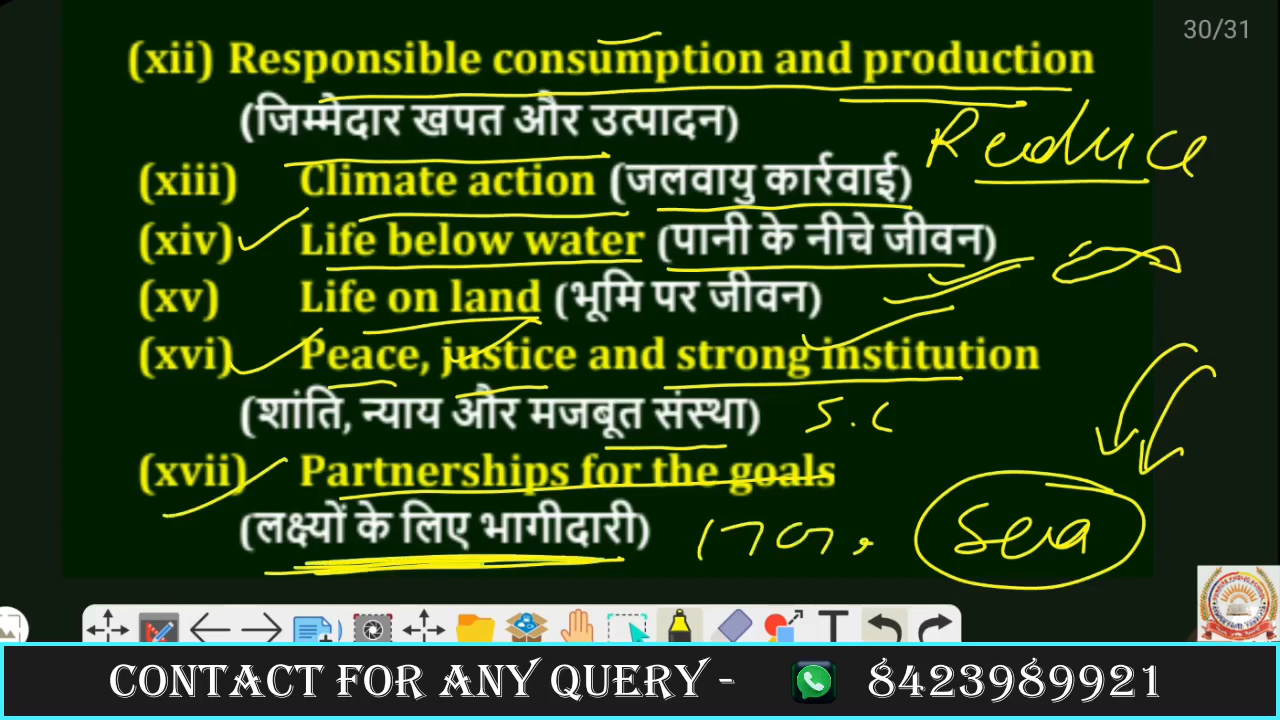 30/31
(xii) Responsible consumption and production
(जिम्मेदार खपत और उत्पादन)
Reduce
(xiii) Climate action (जलवायु कार्रवाई)
(xiv) Life below water (पानी के नीचे जीवन)
(xv) Life on land (भूमि पर जीवन)
(xvi) Peace, justice and strong institution
(शांति, न्याय और मजबूत संस्था) S.C
(xvii) Partnerships for the goals
(लक्ष्यों के लिए भागीदारी)
CONTACT FOR ANY QUERY - 8423989921